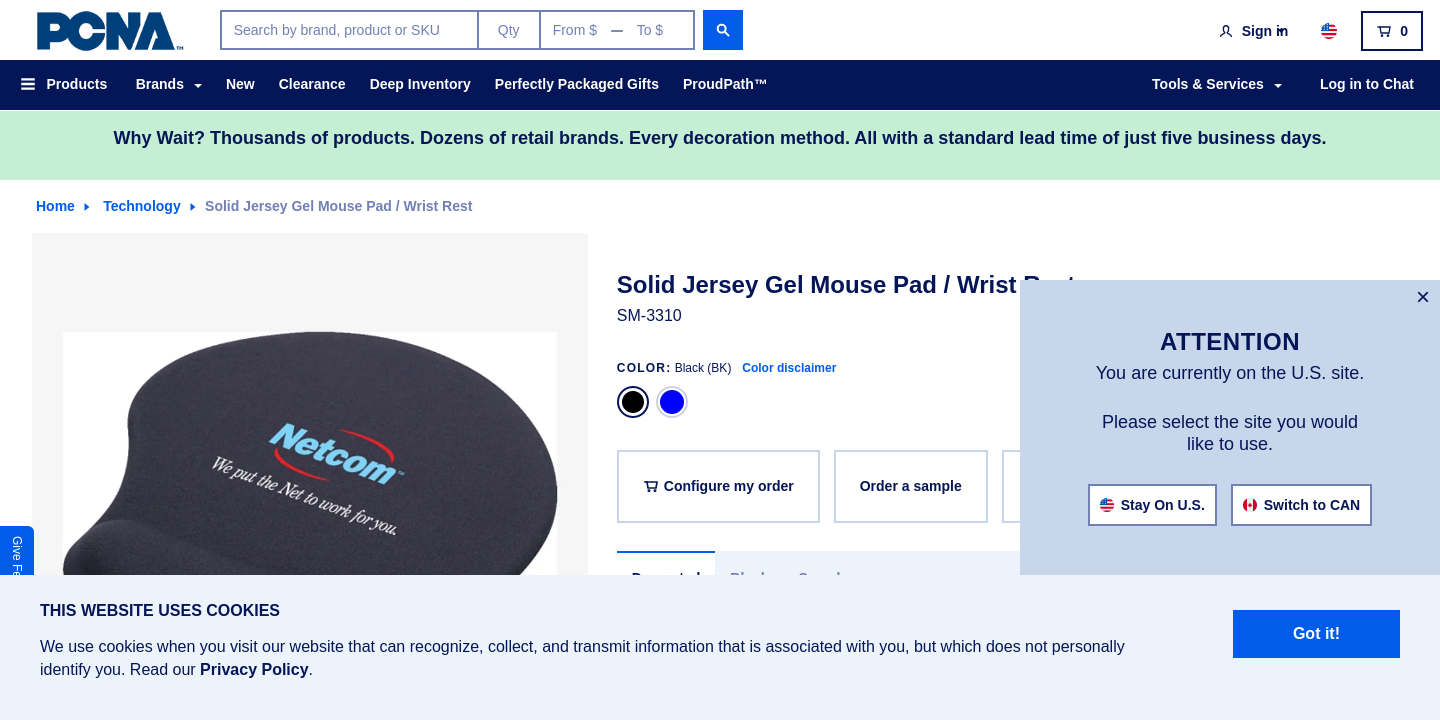 PCNA™
Search by brand, product or SKU
Qty
From $ — To $
Sign in
0
Products
Brands
New
Clearance
Deep Inventory
Perfectly Packaged Gifts
ProudPath™
Tools & Services
Log in to Chat
Why Wait? Thousands of products. Dozens of retail brands. Every decoration method. All with a standard lead time of just five business days.
Home
Technology
Solid Jersey Gel Mouse Pad / Wrist Rest
Solid Jersey Gel Mouse Pad / Wrist Rest
SM-3310
COLOR: Black (BK) Color disclaimer
Configure my order
Order a sample
Netcom™
We put the Net to work for you.
×
ATTENTION
You are currently on the U.S. site.
Please select the site you would
like to use.
Stay On U.S.
Switch to CAN
Give
THIS WEBSITE USES COOKIES
We use cookies when you visit our website that can recognize, collect, and transmit information that is associated with you, but which does not personally
identify you. Read our Privacy Policy.
Got it!